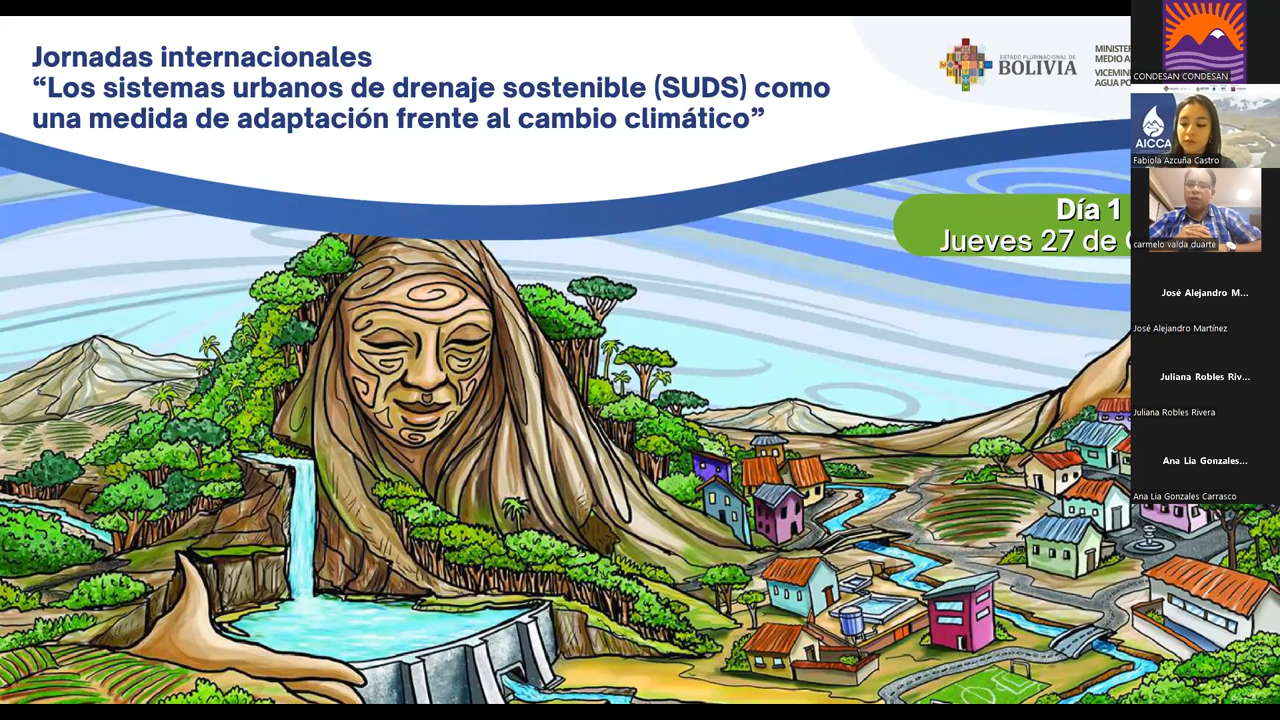 Jornadas internacionales
“Los sistemas urbanos de drenaje sostenible (SUDS) como
una medida de adaptación frente al cambio climático”
ESTADO PLURINACIONAL DE
BOLIVIA
Día 1
Jueves 27 de
CONDESAN CONDESAN
AICCA
Fabiola Azcuña Castro
carmelo valda duarte
José Alejandro M...
José Alejandro Martínez
Juliana Robles Riv...
Juliana Robles Rivera
Ana Lia Gonzales...
Ana Lia Gonzales Carrasco